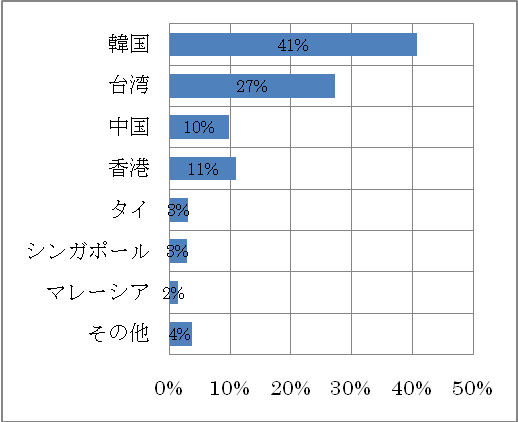 韓国 41%
台湾 27%
中国 10%
香港 11%
タイ 3%
シンガポール 3%
マレーシア 2%
その他 4%
0% 10% 20% 30% 40% 50%